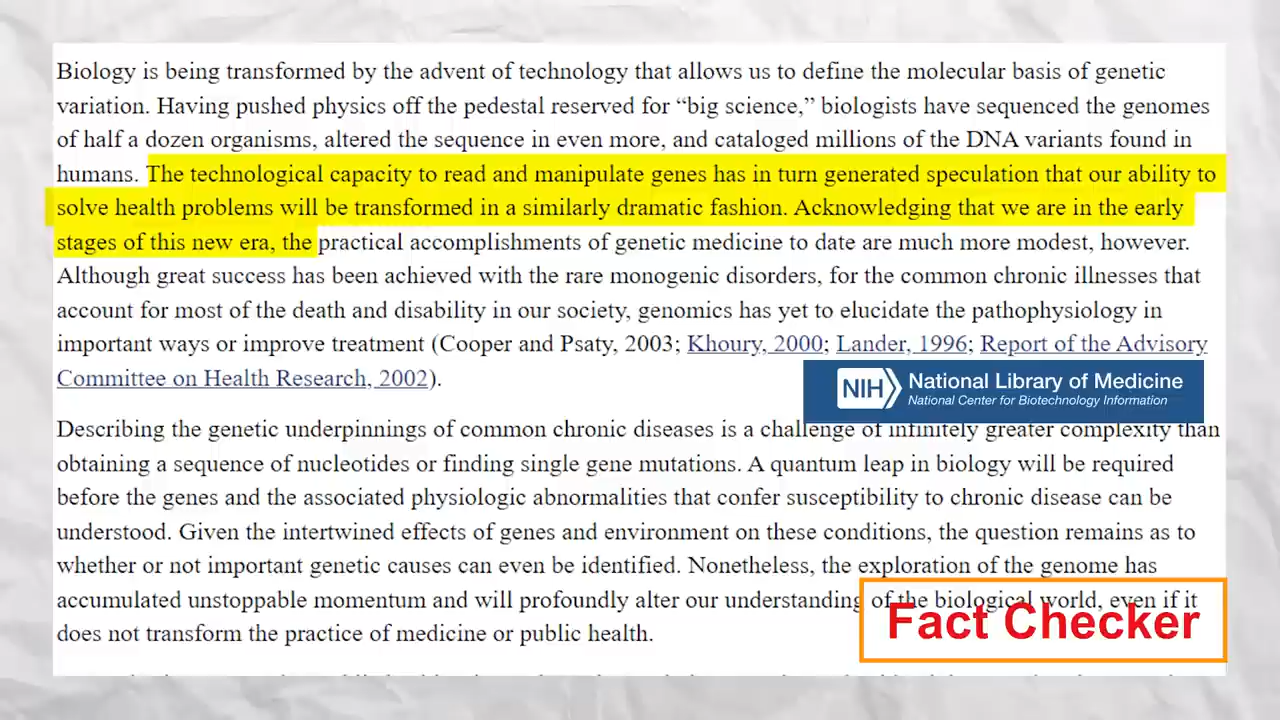 Biology is being transformed by the advent of technology that allows us to define the molecular basis of genetic
variation. Having pushed physics off the pedestal reserved for “big science,” biologists have sequenced the genomes
of half a dozen organisms, altered the sequence in even more, and cataloged millions of the DNA variants found in
humans. The technological capacity to read and manipulate genes has in turn generated speculation that our ability to
solve health problems will be transformed in a similarly dramatic fashion. Acknowledging that we are in the early
stages of this new era, the practical accomplishments of genetic medicine to date are much more modest, however.
Although great success has been achieved with the rare monogenic disorders, for the common chronic illnesses that
account for most of the death and disability in our society, genomics has yet to elucidate the pathophysiology in
important ways or improve treatment (Cooper and Psaty, 2003; Khoury, 2000; Lander, 1996; Report of the Advisory
Committee on Health Research, 2002).
NIH National Library of Medicine
National Center for Biotechnology Information
Describing the genetic underpinnings of common chronic diseases is a challenge of infinitely greater complexity than
obtaining a sequence of nucleotides or finding single gene mutations. A quantum leap in biology will be required
before the genes and the associated physiologic abnormalities that confer susceptibility to chronic disease can be
understood. Given the intertwined effects of genes and environment on these conditions, the question remains as to
whether or not important genetic causes can even be identified. Nonetheless, the exploration of the genome has
accumulated unstoppable momentum and will profoundly alter our understanding of the biological world, even if it
does not transform the practice of medicine or public health.
Fact Checker